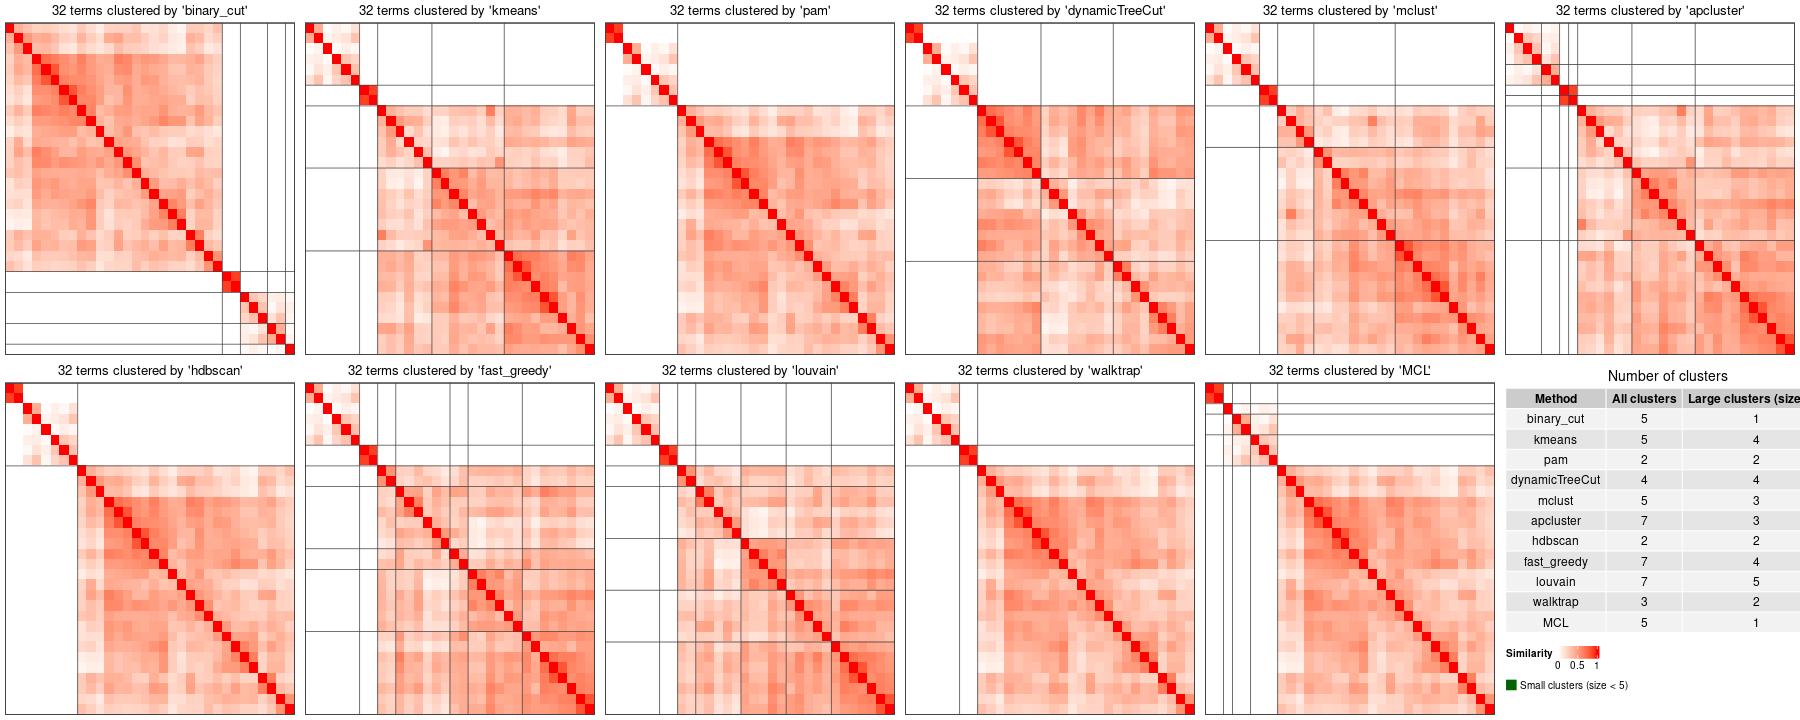 32 terms clustered by 'binary_cut'
32 terms clustered by 'kmeans'
32 terms clustered by 'pam'
32 terms clustered by 'dynamicTreeCut'
32 terms clustered by 'mclust'
32 terms clustered by 'apcluster'
32 terms clustered by 'hdbscan'
32 terms clustered by 'fast_greedy'
32 terms clustered by 'louvain'
32 terms clustered by 'walktrap'
32 terms clustered by 'MCL'
Number of clusters
Method All clusters Large clusters (size
binary_cut 5 1
kmeans 5 4
pam 2 2
dynamicTreeCut 4 4
mclust 5 3
apcluster 7 3
hdbscan 2 2
fast_greedy 7 4
louvain 7 5
walktrap 3 2
MCL 5 1
Similarity
0 0.5 1
Small clusters (size < 5)